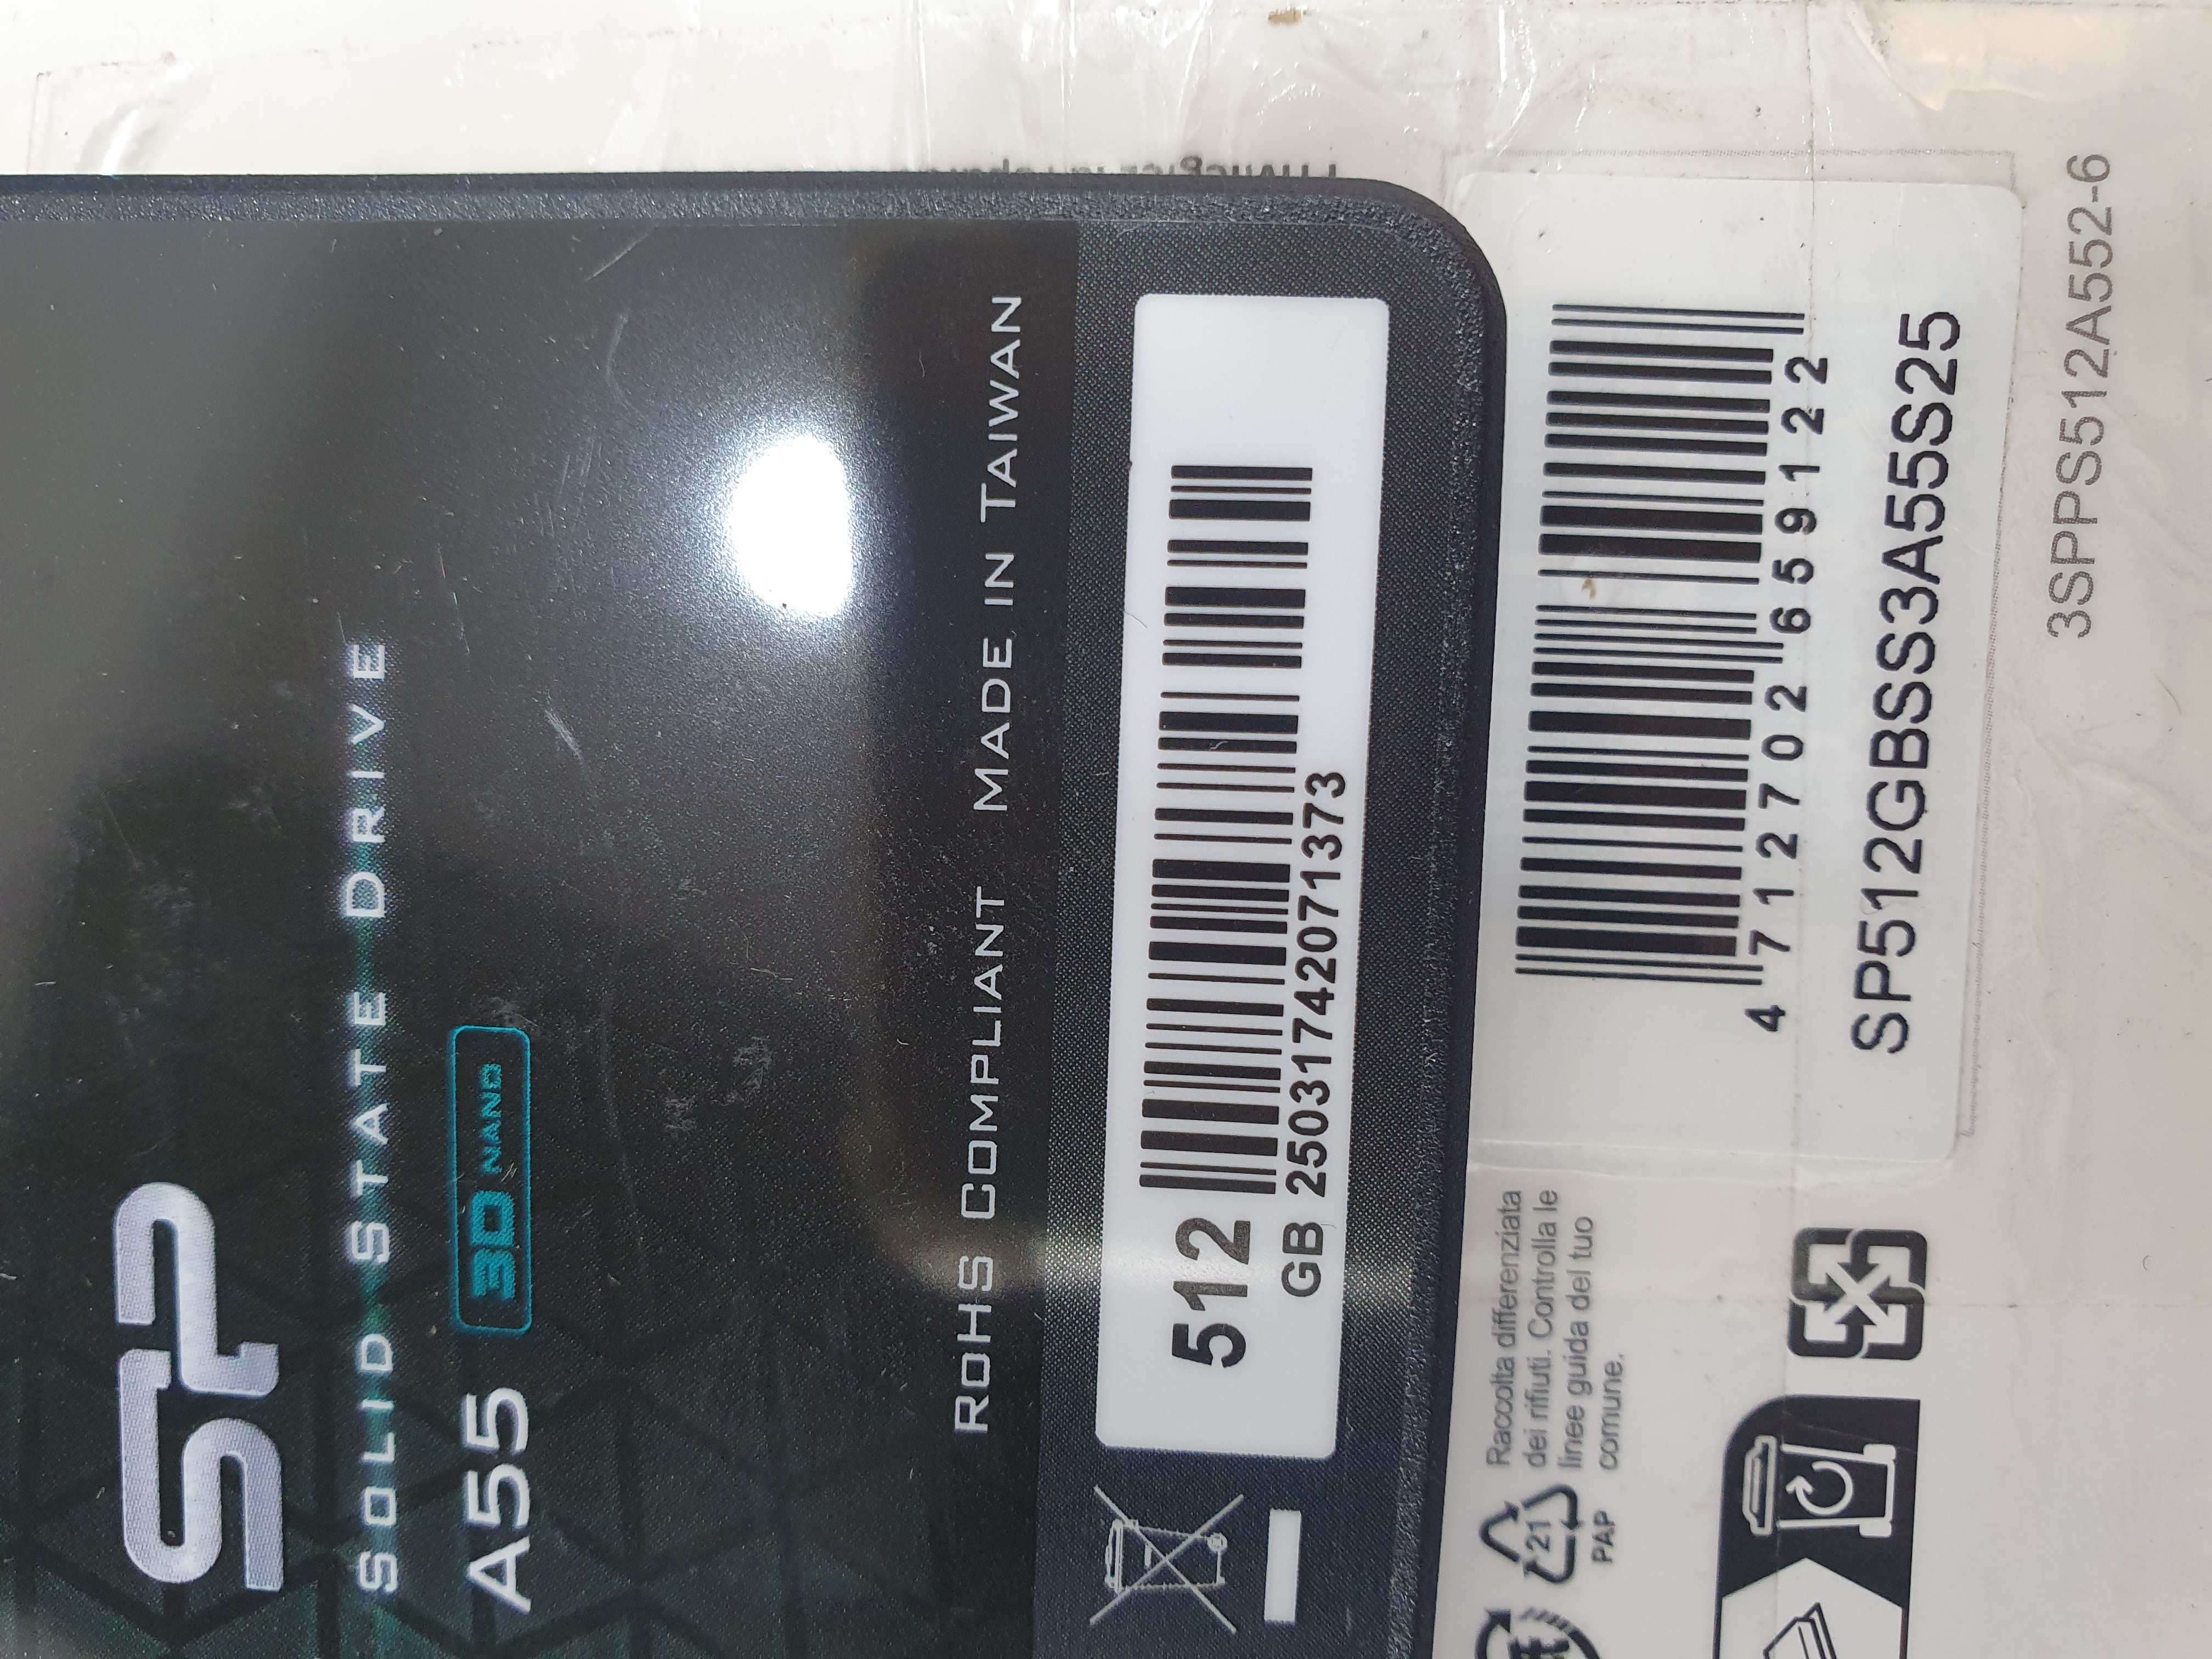 SP
SOLID STATE DRIVE
A55 3D NAND
ROHS COMPLIANT MADE IN TAIWAN
512
GB 25031742071373
4 712702 659122
SP512GBSS3A55S25
3SPPS512A552-6
Raccolta differenziata
dei rifiuti. Controlla le
linee guida del tuo
comune.
21
PAP